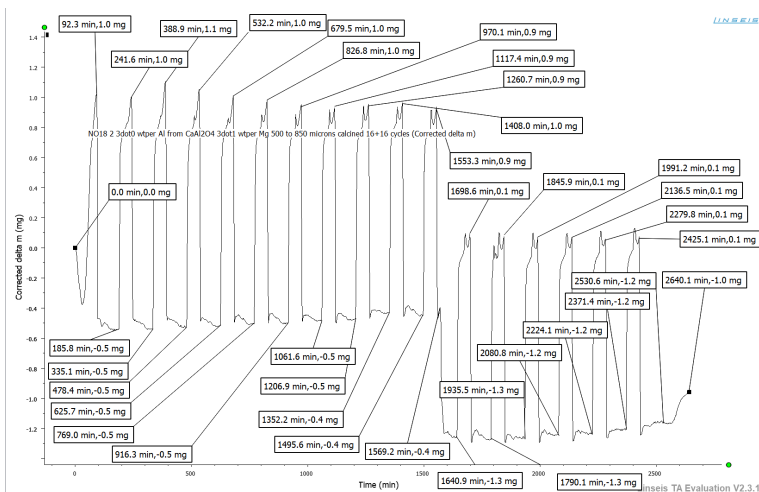 LINSEIS
92.3 min,1.0 mg
388.9 min,1.1 mg
532.2 min,1.0 mg
679.5 min,1.0 mg
970.1 min,0.9 mg
241.6 min,1.0 mg
826.8 min,1.0 mg
1117.4 min,0.9 mg
1260.7 min,0.9 mg
1408.0 min,1.0 mg
NO18 2 3dot0 wtper Al from CaAl2O4 3dot1 wtper Mg 500 to 850 microns calcined 16+16 cycles (Corrected delta m)
1553.3 min,0.9 mg
0.0 min,0.0 mg
1698.6 min,0.1 mg
1845.9 min,0.1 mg
1991.2 min,0.1 mg
2136.5 min,0.1 mg
2279.8 min,0.1 mg
2425.1 min,0.1 mg
2530.6 min,-1.2 mg
2640.1 min,-1.0 mg
2371.4 min,-1.2 mg
2224.1 min,-1.2 mg
2080.8 min,-1.2 mg
1935.5 min,-1.3 mg
185.8 min,-0.5 mg
335.1 min,-0.5 mg
478.4 min,-0.5 mg
625.7 min,-0.5 mg
769.0 min,-0.5 mg
916.3 min,-0.5 mg
1061.6 min,-0.5 mg
1206.9 min,-0.5 mg
1352.2 min,-0.4 mg
1495.6 min,-0.4 mg
1569.2 min,-0.4 mg
1640.9 min,-1.3 mg
1790.1 min,-1.3 mg
Corrected delta m (mg)
1.4
1.2
1.0
0.8
0.6
0.4
0.2
0.0
-0.2
-0.4
-0.6
-0.8
-1.0
-1.2
0
500
1000
1500
2000
2500
Time (min)
Linseis TA Evaluation V2.3.1